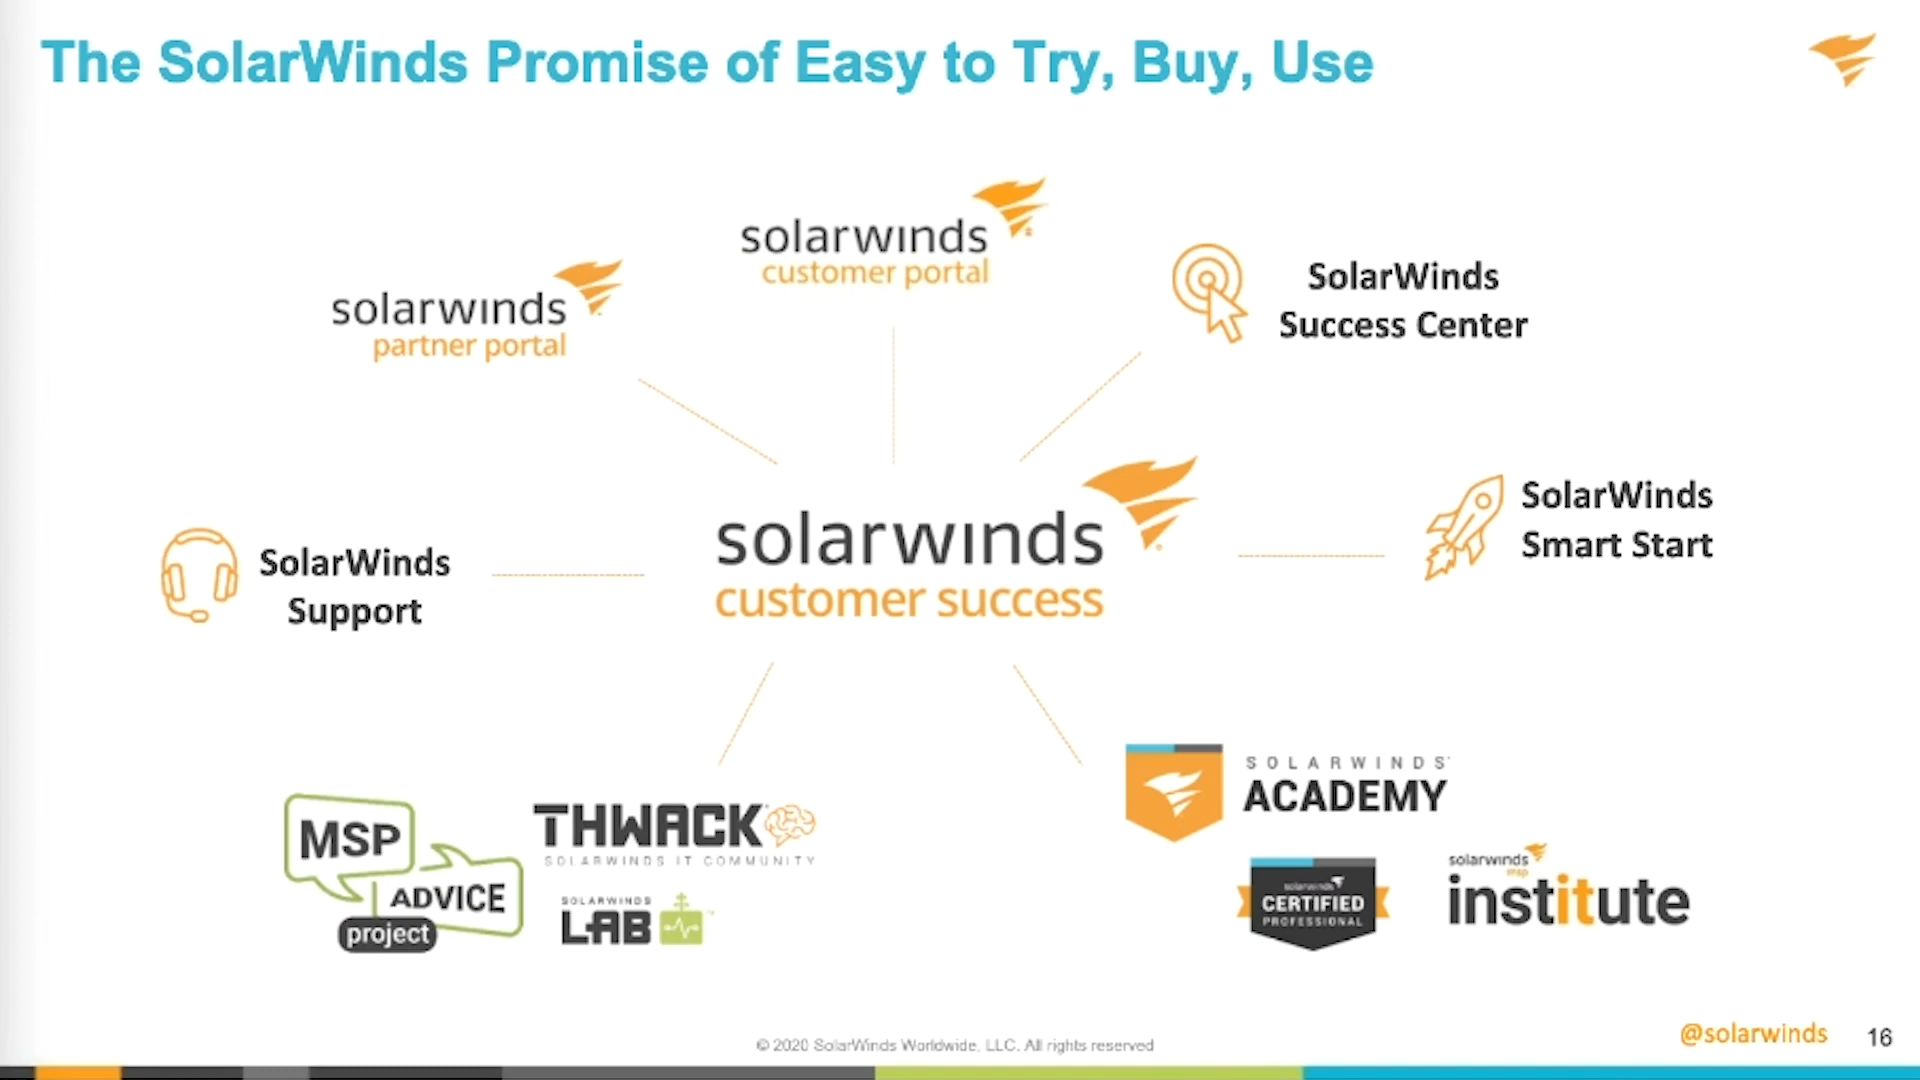 The SolarWinds Promise of Easy to Try, Buy, Use
solarwinds
customer portal
solarwinds
partner portal
SolarWinds
Success Center
SolarWinds
Smart Start
solarwinds
customer success
SolarWinds
Support
MSP
ADVICE
project
THWACK
SOLARWINDS IT COMMUNITY
SOLARWINDS
LAB
SOLARWINDS
ACADEMY
solarwinds
CERTIFIED
PROFESSIONAL
solarwinds
msp
institute
@solarwinds
16
© 2020 SolarWinds Worldwide, LLC. All rights reserved